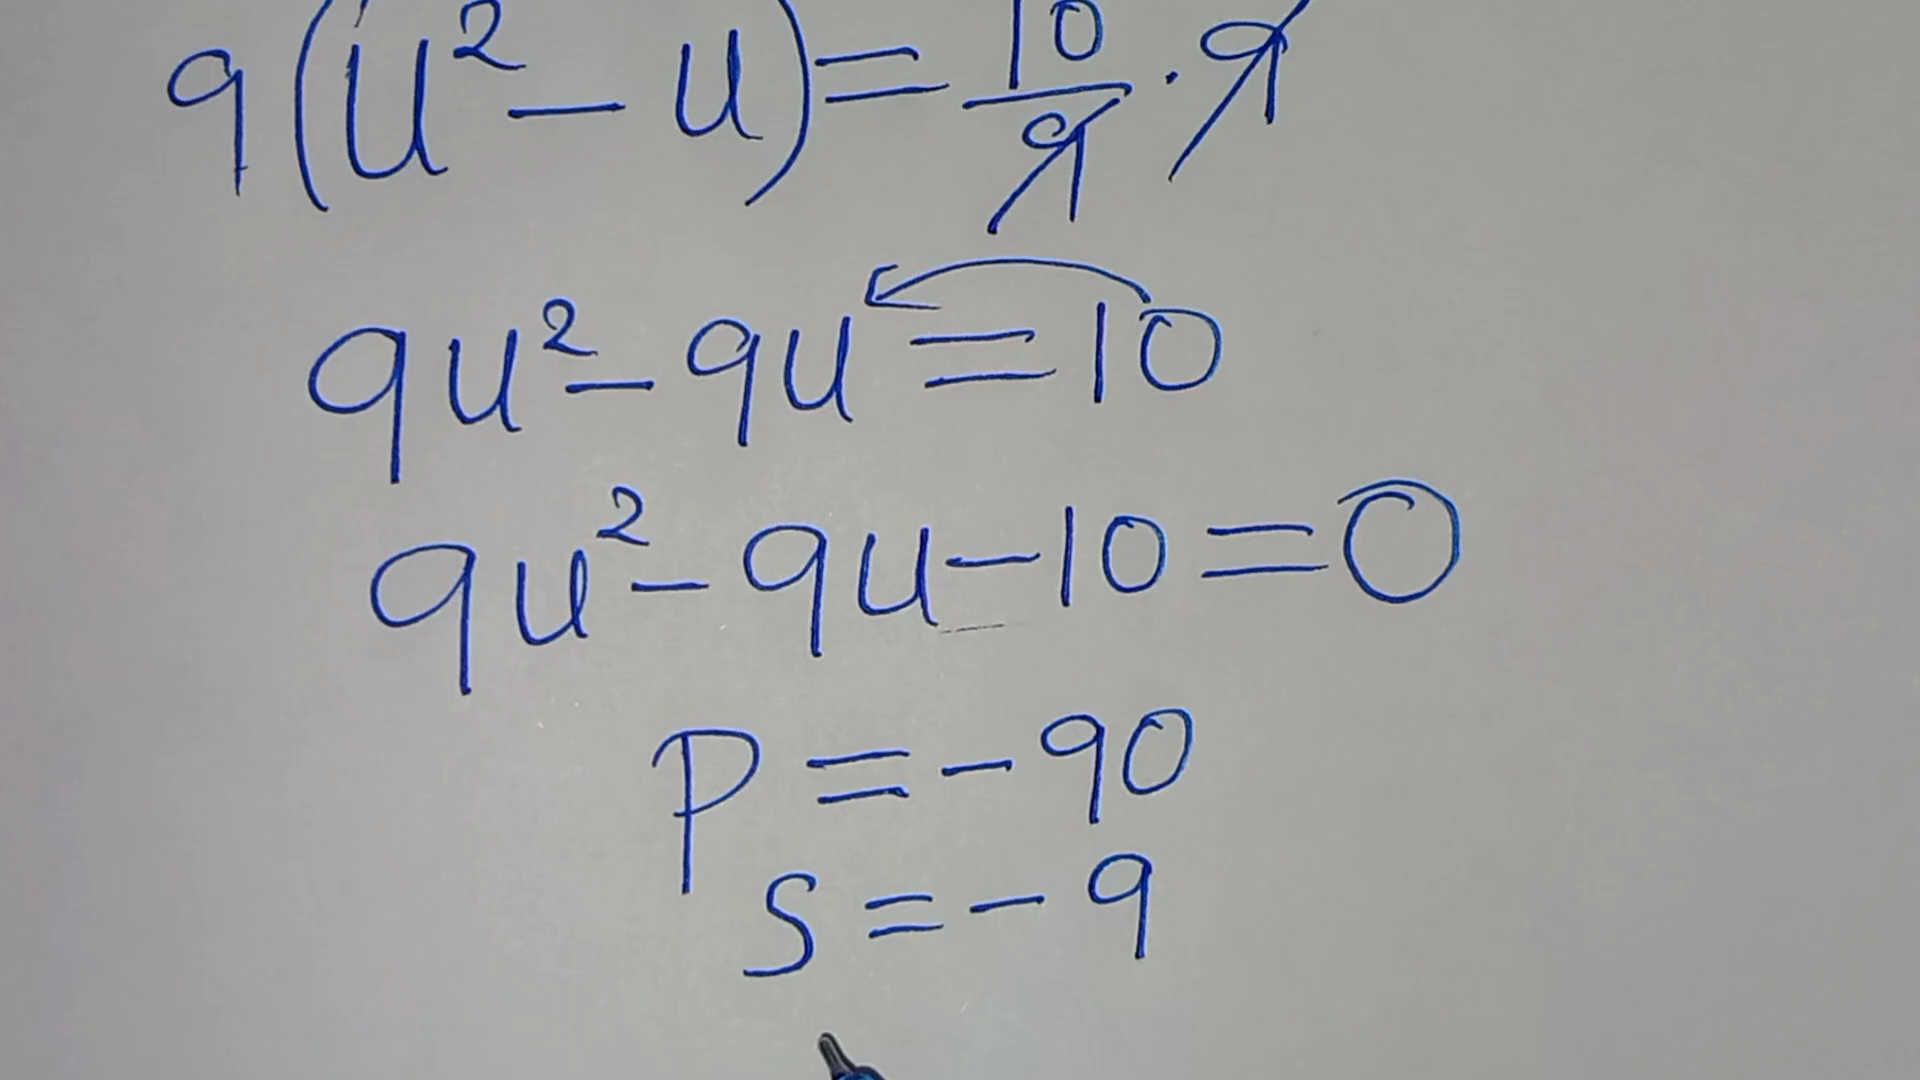 9(u² - u) = 10/9 · 9
9u² - 9u = 10
9u² - 9u - 10 = 0
P = -90
S = -9